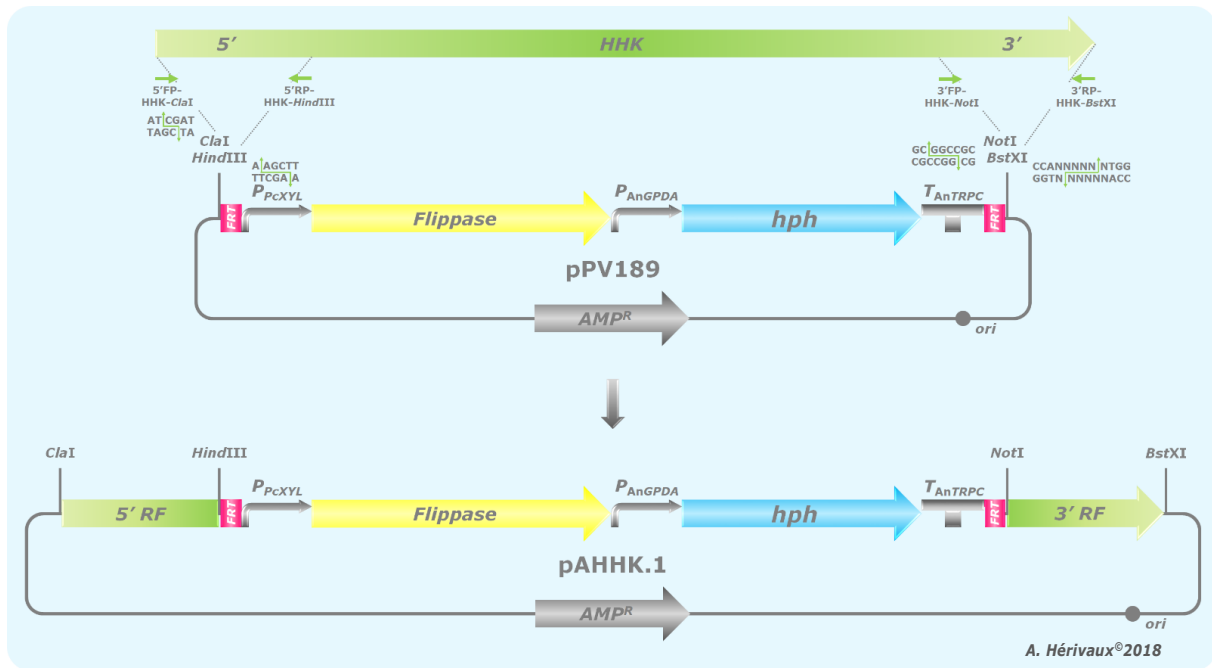 5’ HHK 3’
5’FP-
HHK-ClaI
5’RP-
HHK-HindIII
3’FP-
HHK-NotI
3’RP-
HHK-BstXI
AT CGAT
TAGC TA
ClaI
HindIII
A AGCTT
TTCGA A
GC GGCCGC
CGCCGG CG
NotI
BstXI
CCANNNNN NTGG
GGTN NNNNNACC
FRT
PPcXYL
Flippase
PAnGPDA
hph
TAnTRPC
FRT
pPV189
AMPR
ori
ClaI
HindIII
NotI
BstXI
5’ RF
FRT
PPcXYL
Flippase
PAnGPDA
hph
TAnTRPC
FRT
3’ RF
pAHHK.1
AMPR
ori
A. Hérivaux©2018